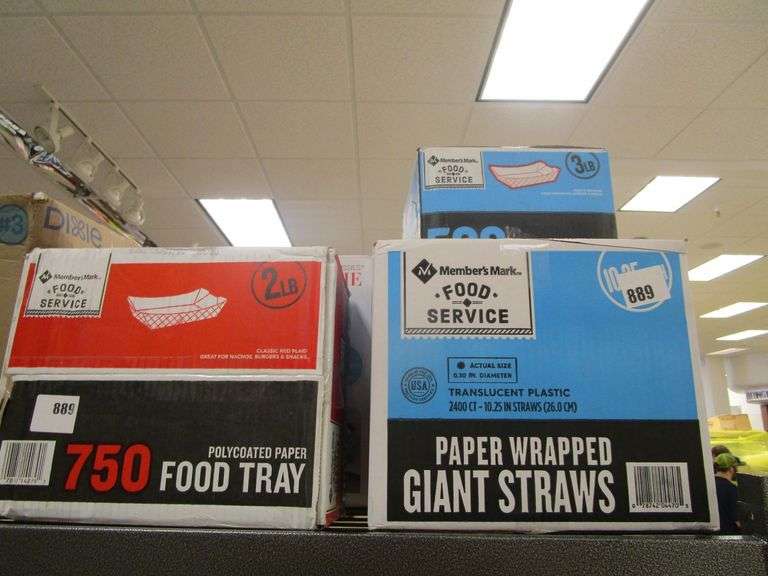 #3
Dixie
Member's Mark
FOOD
SERVICE
2LB
CLASSIC RED PLAID
GREAT FOR NACHOS, BURGERS & SNACKS.
889
750
POLYCOATED PAPER
FOOD TRAY
Member's Mark
FOOD
SERVICE
3LB
500
Member's Mark
FOOD
SERVICE
889
ACTUAL SIZE
0.30 IN. DIAMETER
USA
TRANSLUCENT PLASTIC
2400 CT - 10.25 IN STRAWS (26.0 CM)
PAPER WRAPPED
GIANT STRAWS